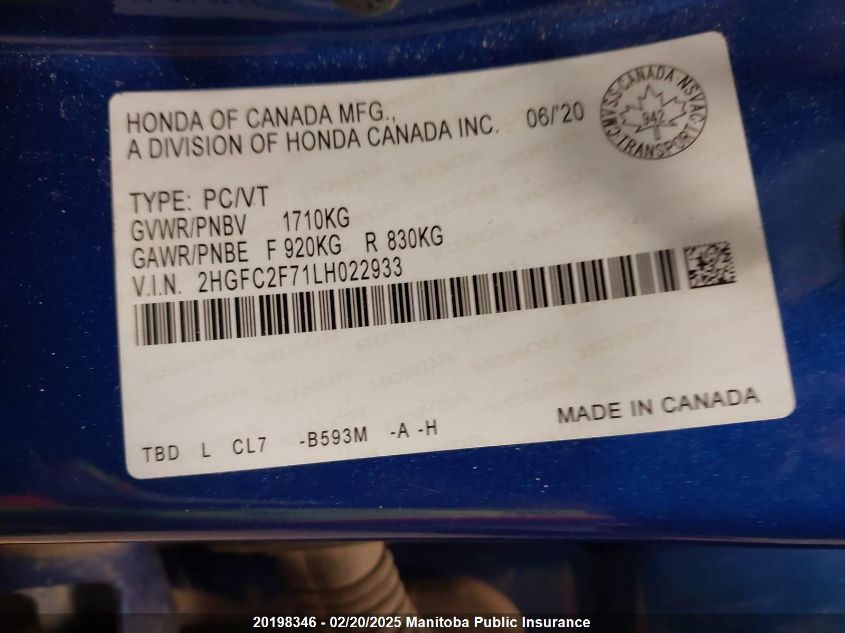 HONDA OF CANADA MFG.,
A DIVISION OF HONDA CANADA INC. 06/'20
CMVSS/CANADA-NSVAC
942
TRANSPORT
TYPE: PC/VT
GVWR/PNBV 1710KG
GAWR/PNBE F 920KG R 830KG
V.I.N. 2HGFC2F71LH022933
TBD L CL7 -B593M -A -H
MADE IN CANADA
20198346 - 02/20/2025 Manitoba Public Insurance